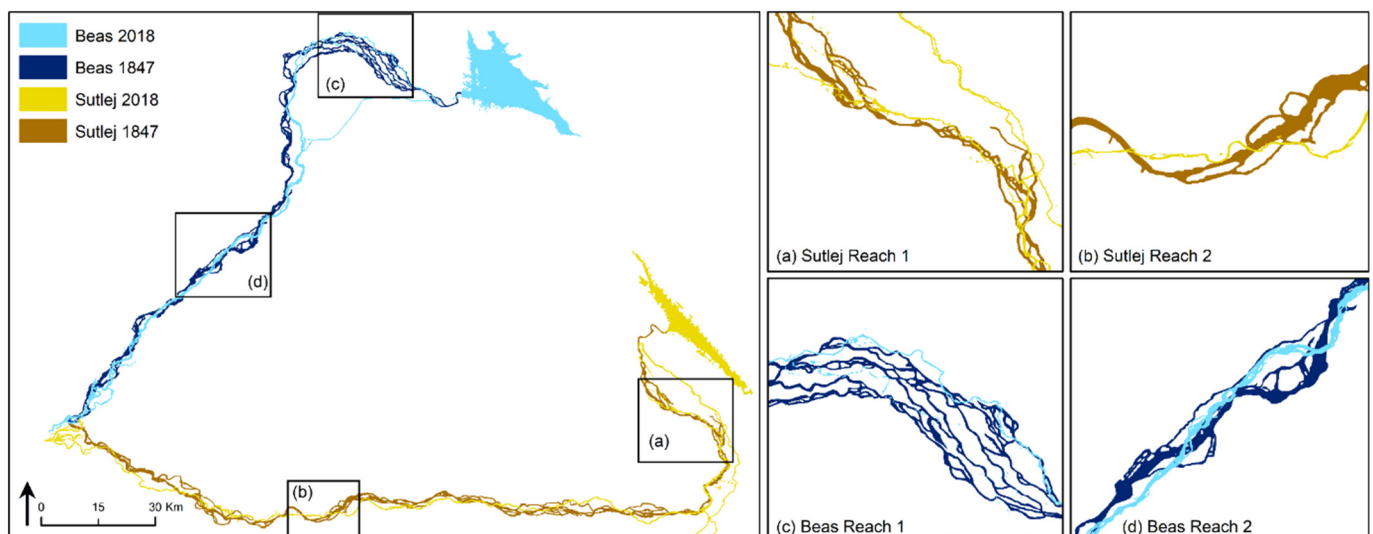 Beas 2018
Beas 1847
Sutlej 2018
Sutlej 1847
(c)
(d)
(a)
(b)
0 15 30 Km
(a) Sutlej Reach 1
(b) Sutlej Reach 2
(c) Beas Reach 1
(d) Beas Reach 2